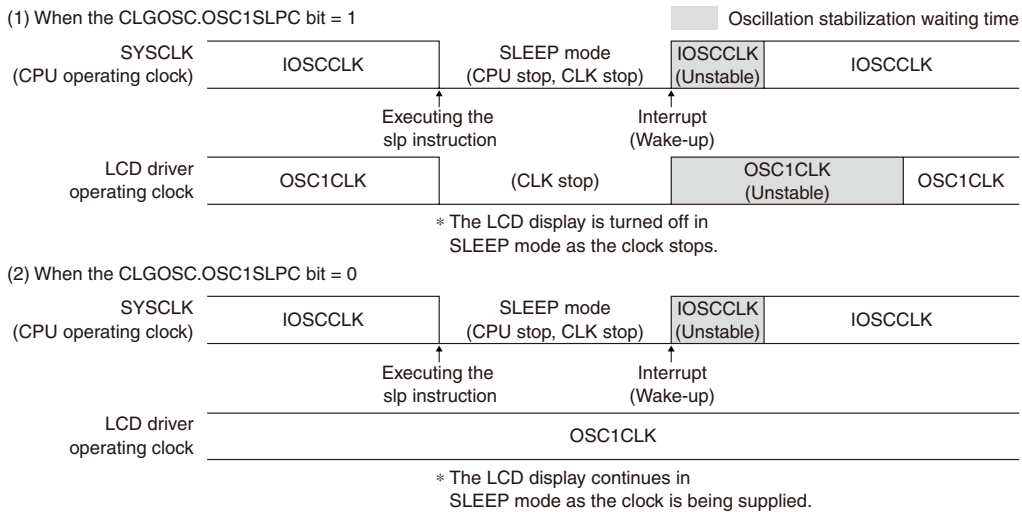 (1) When the CLGOSC.OSC1SLPC bit = 1
Oscillation stabilization waiting time
SYSCLK
(CPU operating clock)
IOSCCLK
SLEEP mode
(CPU stop, CLK stop)
IOSCCLK
(Unstable)
IOSCCLK
Executing the
slp instruction
Interrupt
(Wake-up)
LCD driver
operating clock
OSC1CLK
(CLK stop)
OSC1CLK
(Unstable)
OSC1CLK
* The LCD display is turned off in
SLEEP mode as the clock stops.
(2) When the CLGOSC.OSC1SLPC bit = 0
SYSCLK
(CPU operating clock)
IOSCCLK
SLEEP mode
(CPU stop, CLK stop)
IOSCCLK
(Unstable)
IOSCCLK
Executing the
slp instruction
Interrupt
(Wake-up)
LCD driver
operating clock
OSC1CLK
* The LCD display continues in
SLEEP mode as the clock is being supplied.